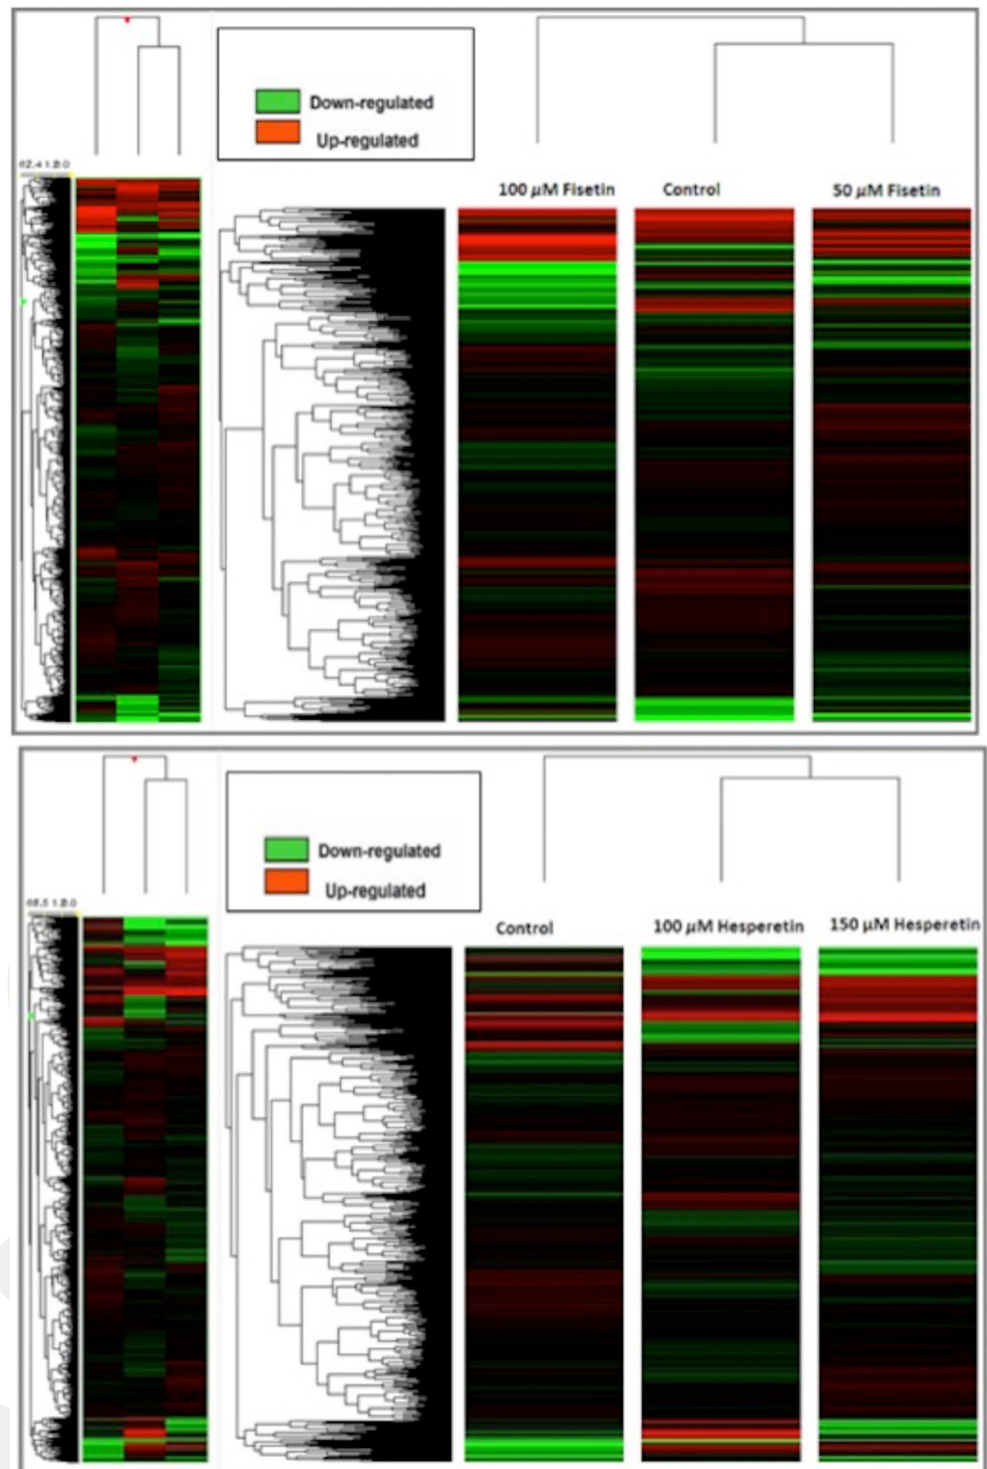 Down-regulated
Up-regulated
100 μM Fisetin
Control
50 μM Fisetin
Down-regulated
Up-regulated
Control
100 μM Hesperetin
150 μM Hesperetin